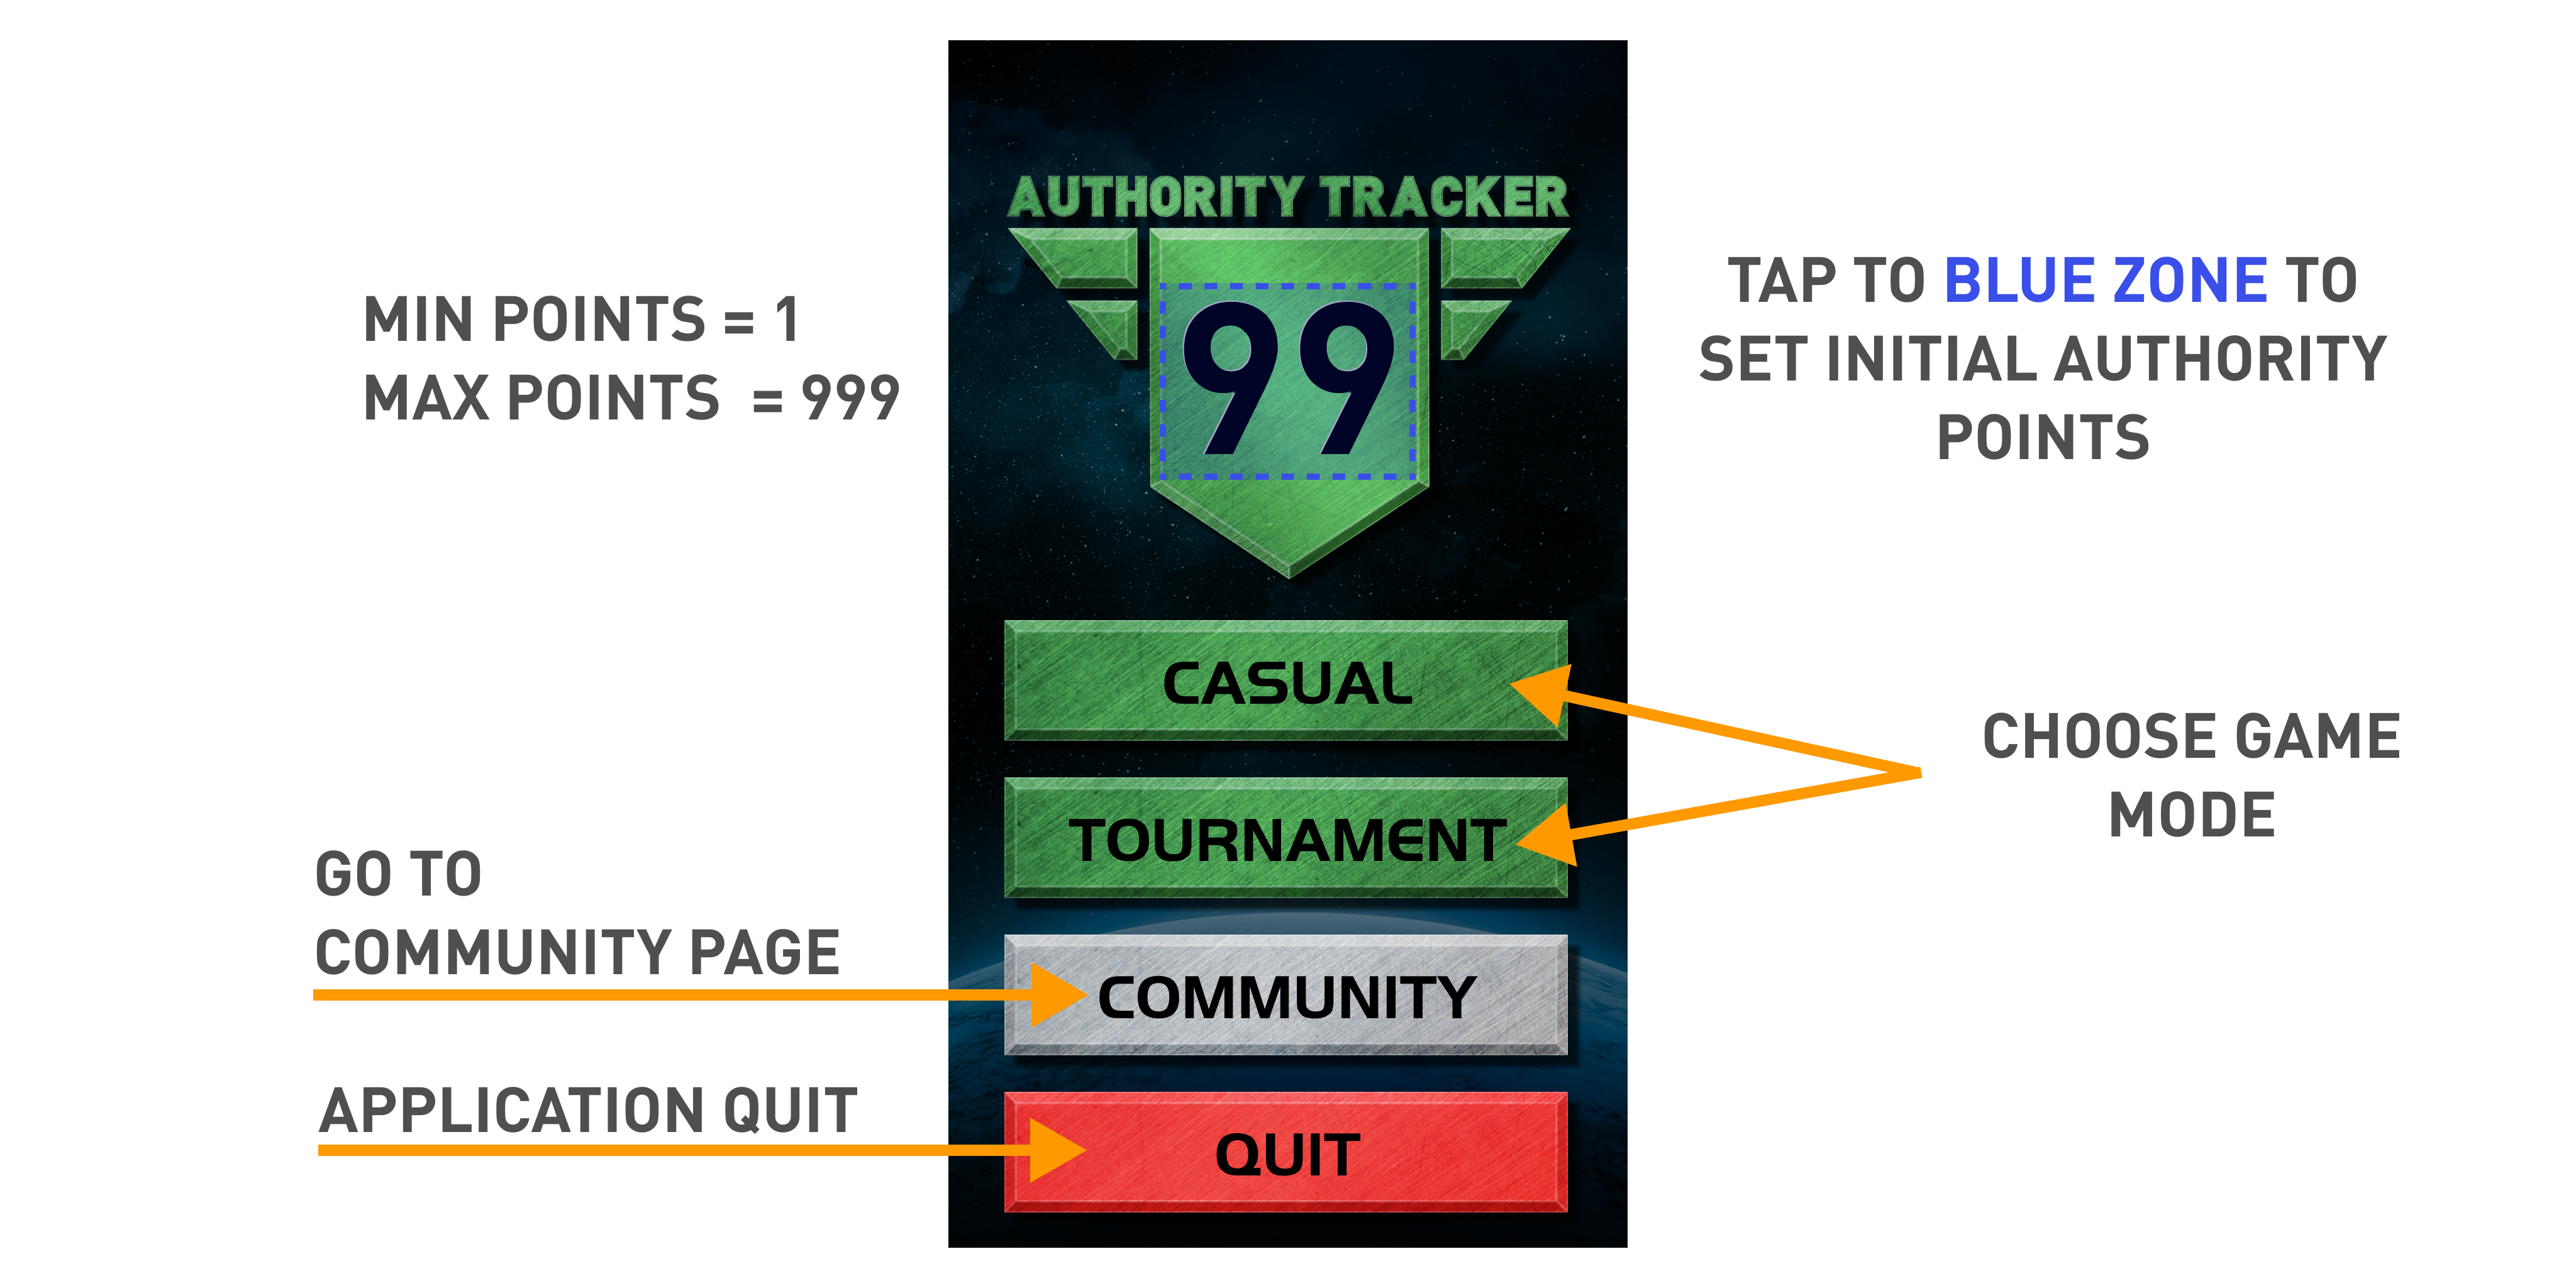 AUTHORITY TRACKER
99
MIN POINTS = 1
MAX POINTS = 999
TAP TO BLUE ZONE TO
SET INITIAL AUTHORITY
POINTS
CASUAL
TOURNAMENT
CHOOSE GAME
MODE
GO TO
COMMUNITY PAGE
COMMUNITY
APPLICATION QUIT
QUIT